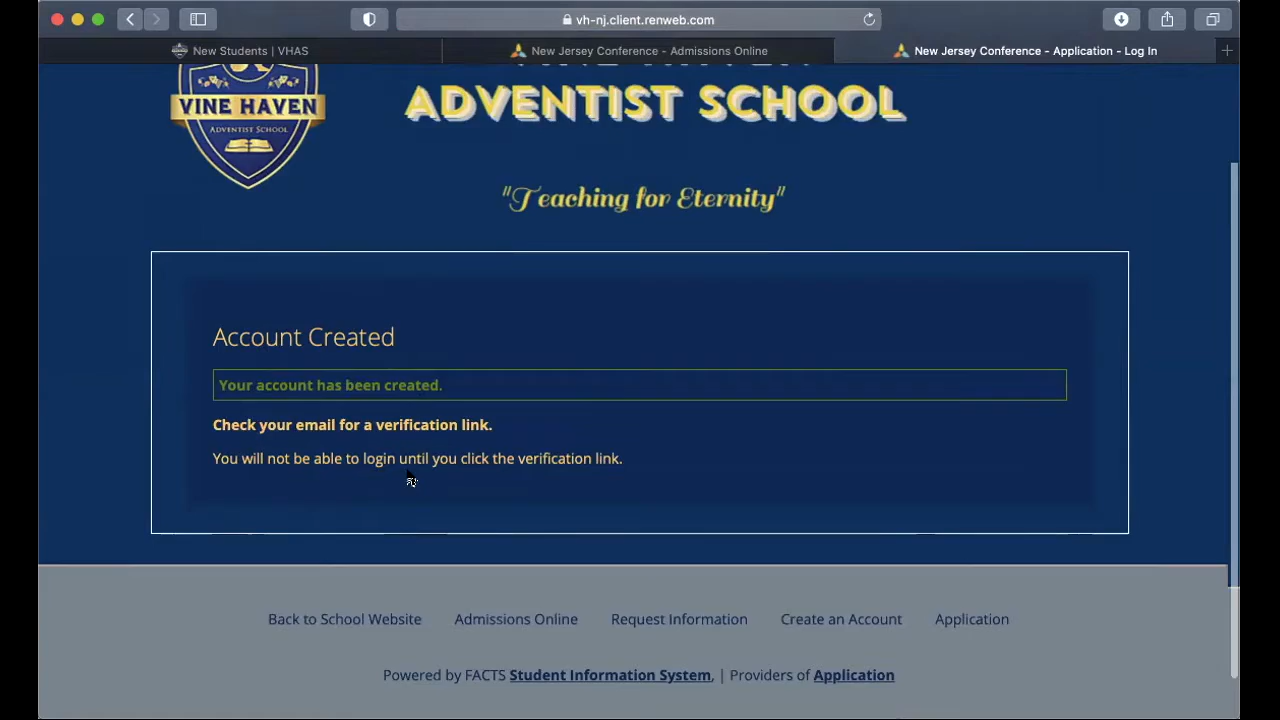 vh-nj.client.renweb.com
New Students | VHAS
New Jersey Conference - Admissions Online
New Jersey Conference - Application - Log In
VINE HAVEN
ADVENTIST SCHOOL
ADVENTIST SCHOOL
"Teaching for Eternity"
Account Created
Your account has been created.
Check your email for a verification link.
You will not be able to login until you click the verification link.
Back to School Website
Admissions Online
Request Information
Create an Account
Application
Powered by FACTS Student Information System, | Providers of Application